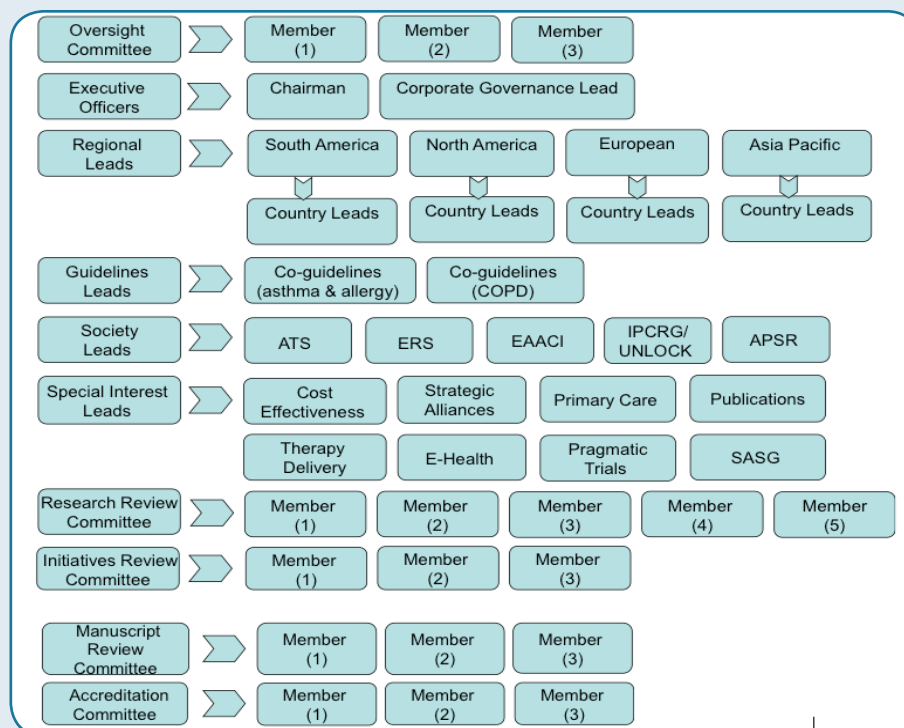 Oversight
Committee
Member
(1)
Member
(2)
Member
(3)
Executive
Officers
Chairman
Corporate Governance Lead
Regional
Leads
South America
North America
European
Asia Pacific
Country Leads
Country Leads
Country Leads
Country Leads
Guidelines
Leads
Co-guidelines
(asthma & allergy)
Co-guidelines
(COPD)
Society
Leads
ATS
ERS
EAACI
IPCRG/
UNLOCK
APSR
Special Interest
Leads
Cost
Effectiveness
Strategic
Alliances
Primary Care
Publications
Therapy
Delivery
E-Health
Pragmatic
Trials
SASG
Research Review
Committee
Member
(1)
Member
(2)
Member
(3)
Member
(4)
Member
(5)
Initiatives Review
Committee
Member
(1)
Member
(2)
Member
(3)
Manuscript
Review
Committee
Member
(1)
Member
(2)
Member
(3)
Accreditation
Committee
Member
(1)
Member
(2)
Member
(3)